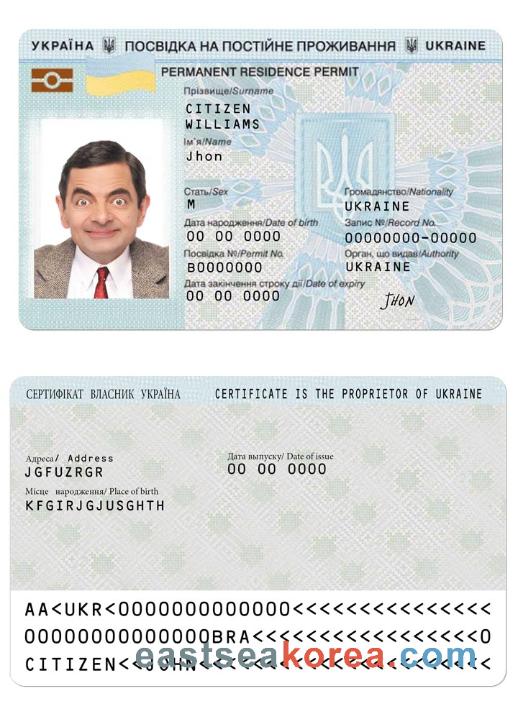 УКРАЇНА ПОСВІДКА НА ПОСТІЙНЕ ПРОЖИВАННЯ UKRAINE
PERMANENT RESIDENCE PERMIT
Прізвище/Surname
CITIZEN
WILLIAMS
Ім'я/Name
Jhon
Стать/Sex
M
Громадянство/Nationality
UKRAINE
Дата народження/Date of birth
00 00 0000
Запис №/Record No.
00000000-00000
Посвідка №/Permit No.
B0000000
Орган, що видав/Authority
UKRAINE
Дата закінчення строку дії/Date of expiry
00 00 0000
JHON
СЕРТИФІКАТ ВЛАСНИК УКРАЇНА CERTIFICATE IS THE PROPRIETOR OF UKRAINE
Адреса/ Address
JGFUZRGR
Дата выпуску/ Date of issue
00 00 0000
Місце народження/ Place of birth
KFGIRJGJUSGHTH
AA<UKR<0000000000000<<<<<<<<<<<<<<<
00000000000000BRA<<<<<<<<<<<<<<<<<0
CITIZEN<<JOHN<<<<<<<<<<<<<<<<<<<<<<
eastseakorea.com